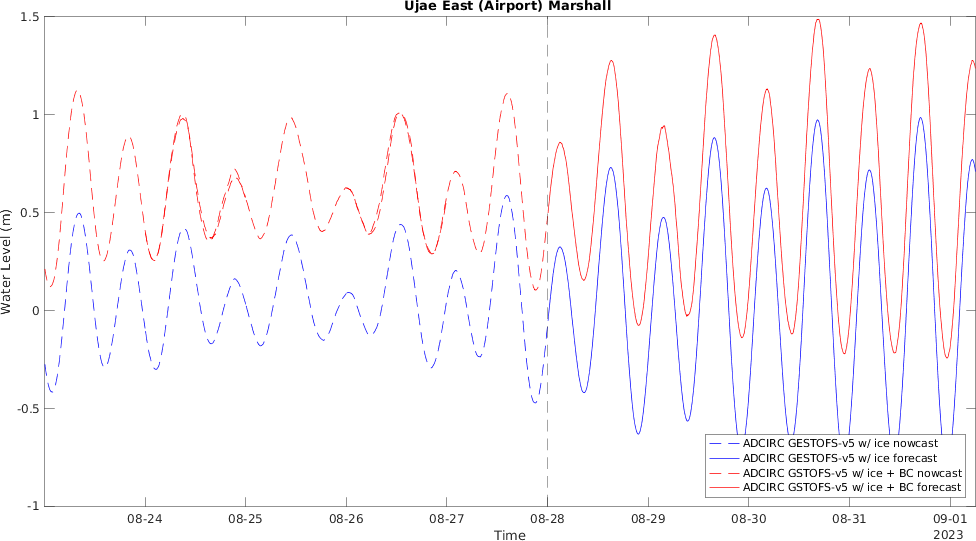 Ujae East (Airport) Marshall
1.5
1
0.5
0
-0.5
-1
Water Level (m)
ADCIRC GESTOFS-v5 w/ ice nowcast
ADCIRC GESTOFS-v5 w/ ice forecast
ADCIRC GSTOFS-v5 w/ ice + BC nowcast
ADCIRC GSTOFS-v5 w/ ice + BC forecast
08-24
08-25
08-26
08-27
08-28
08-29
08-30
08-31
09-01
2023
Time